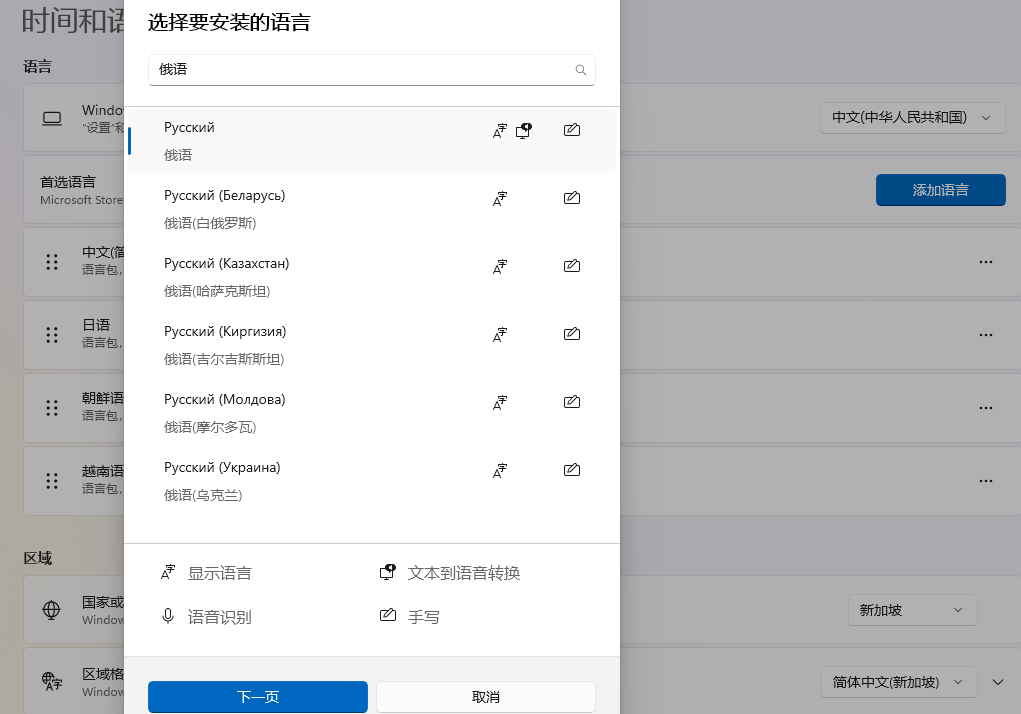 时间和语
选择要安装的语言
俄语
语言
Windo
"设置"和
中文(中华人民共和国)
首选语言
Microsoft Store
添加语言
中文(简
语言包,
日语
语言包,
朝鲜语
语言包,
越南语
语言包,
Русский
俄语
Русский (Беларусь)
俄语(白俄罗斯)
Русский (Казахстан)
俄语(哈萨克斯坦)
Русский (Киргизия)
俄语(吉尔吉斯斯坦)
Русский (Молдова)
俄语(摩尔多瓦)
Русский (Украина)
俄语(乌克兰)
显示语言
文本到语音转换
语音识别
手写
下一页
取消
区域
国家或
Window
新加坡
区域格
Window
简体中文(新加坡)